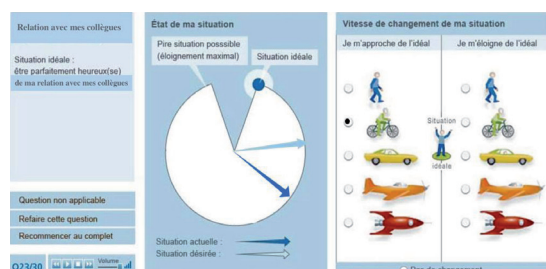 Relation avec mes collègues
Situation idéale :
être parfaitement heureux(se)
de ma relation avec mes collègues
Question non applicable
Refaire cette question
Recommencer au complet
Q23/30
Volume
État de ma situation
Pire situation posssible
(éloignement maximal)
Situation idéale
Situation actuelle :
Situation désirée :
Vitesse de changement de ma situation
Je m'approche de l'idéal
Je m'éloigne de l'idéal
Situation
idéale
Pas de changement